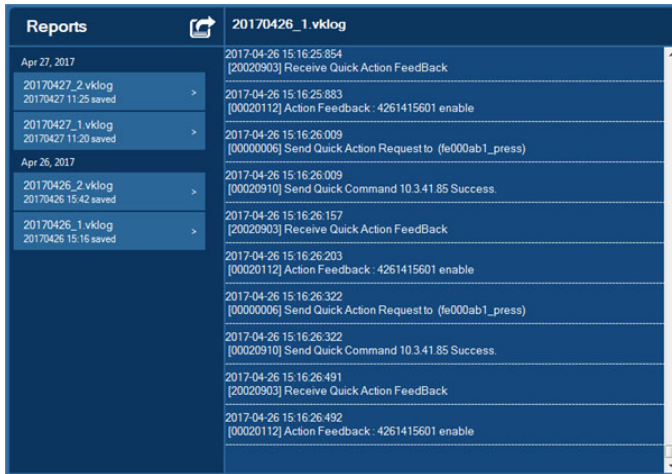 Reports
Apr 27, 2017
20170427_2.vklog
20170427 11:25 saved
>
20170427_1.vklog
20170427 11:20 saved
>
Apr 26, 2017
20170426_2.vklog
20170426 15:42 saved
>
20170426_1.vklog
20170426 15:16 saved
>
20170426_1.vklog
2017-04-26 15:16:25:854
[20020903] Receive Quick Action FeedBack
2017-04-26 15:16:25:883
[00020112] Action Feedback : 4261415601 enable
2017-04-26 15:16:26:009
[00000006] Send Quick Action Request to (fe000ab1_press)
2017-04-26 15:16:26:009
[00020910] Send Quick Command 10.3.41.85 Success.
2017-04-26 15:16:26:157
[20020903] Receive Quick Action FeedBack
2017-04-26 15:16:26:203
[00020112] Action Feedback : 4261415601 enable
2017-04-26 15:16:26:322
[00000006] Send Quick Action Request to (fe000ab1_press)
2017-04-26 15:16:26:322
[00020910] Send Quick Command 10.3.41.85 Success.
2017-04-26 15:16:26:491
[20020903] Receive Quick Action FeedBack
2017-04-26 15:16:26:492
[00020112] Action Feedback : 4261415601 enable